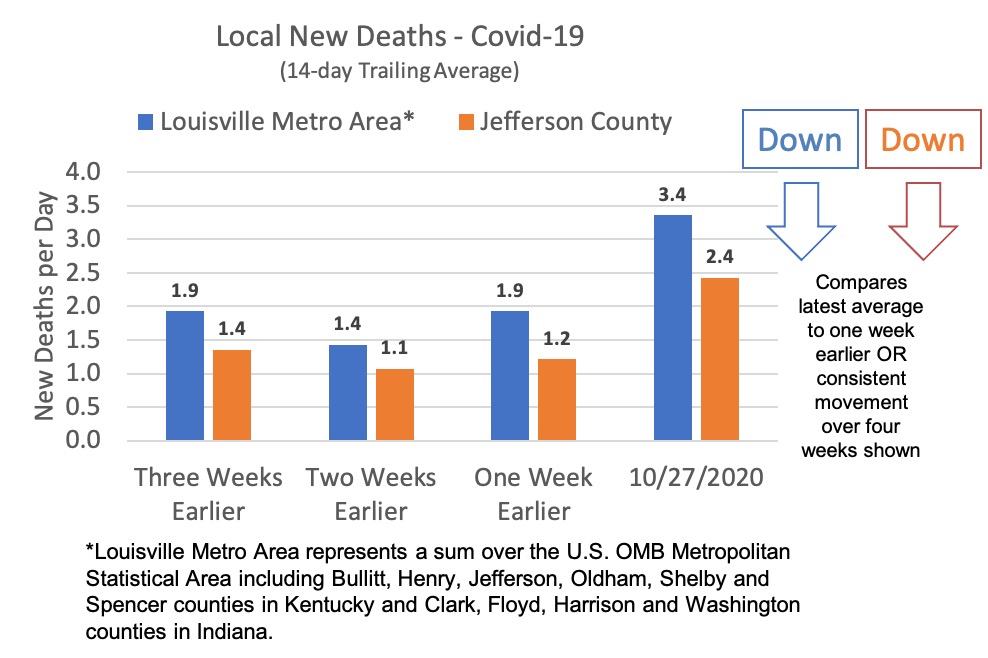 Local New Deaths - Covid-19
(14-day Trailing Average)
Louisville Metro Area* Jefferson County
Down Down
New Deaths per Day
4.0
3.5
3.0
2.5
2.0
1.5
1.0
0.5
0.0
1.9
1.4
1.4
1.1
1.9
1.2
3.4
2.4
Three Weeks
Earlier
Two Weeks
Earlier
One Week
Earlier
10/27/2020
Compares
latest average
to one week
earlier OR
consistent
movement
over four
weeks shown
*Louisville Metro Area represents a sum over the U.S. OMB Metropolitan
Statistical Area including Bullitt, Henry, Jefferson, Oldham, Shelby and
Spencer counties in Kentucky and Clark, Floyd, Harrison and Washington
counties in Indiana.